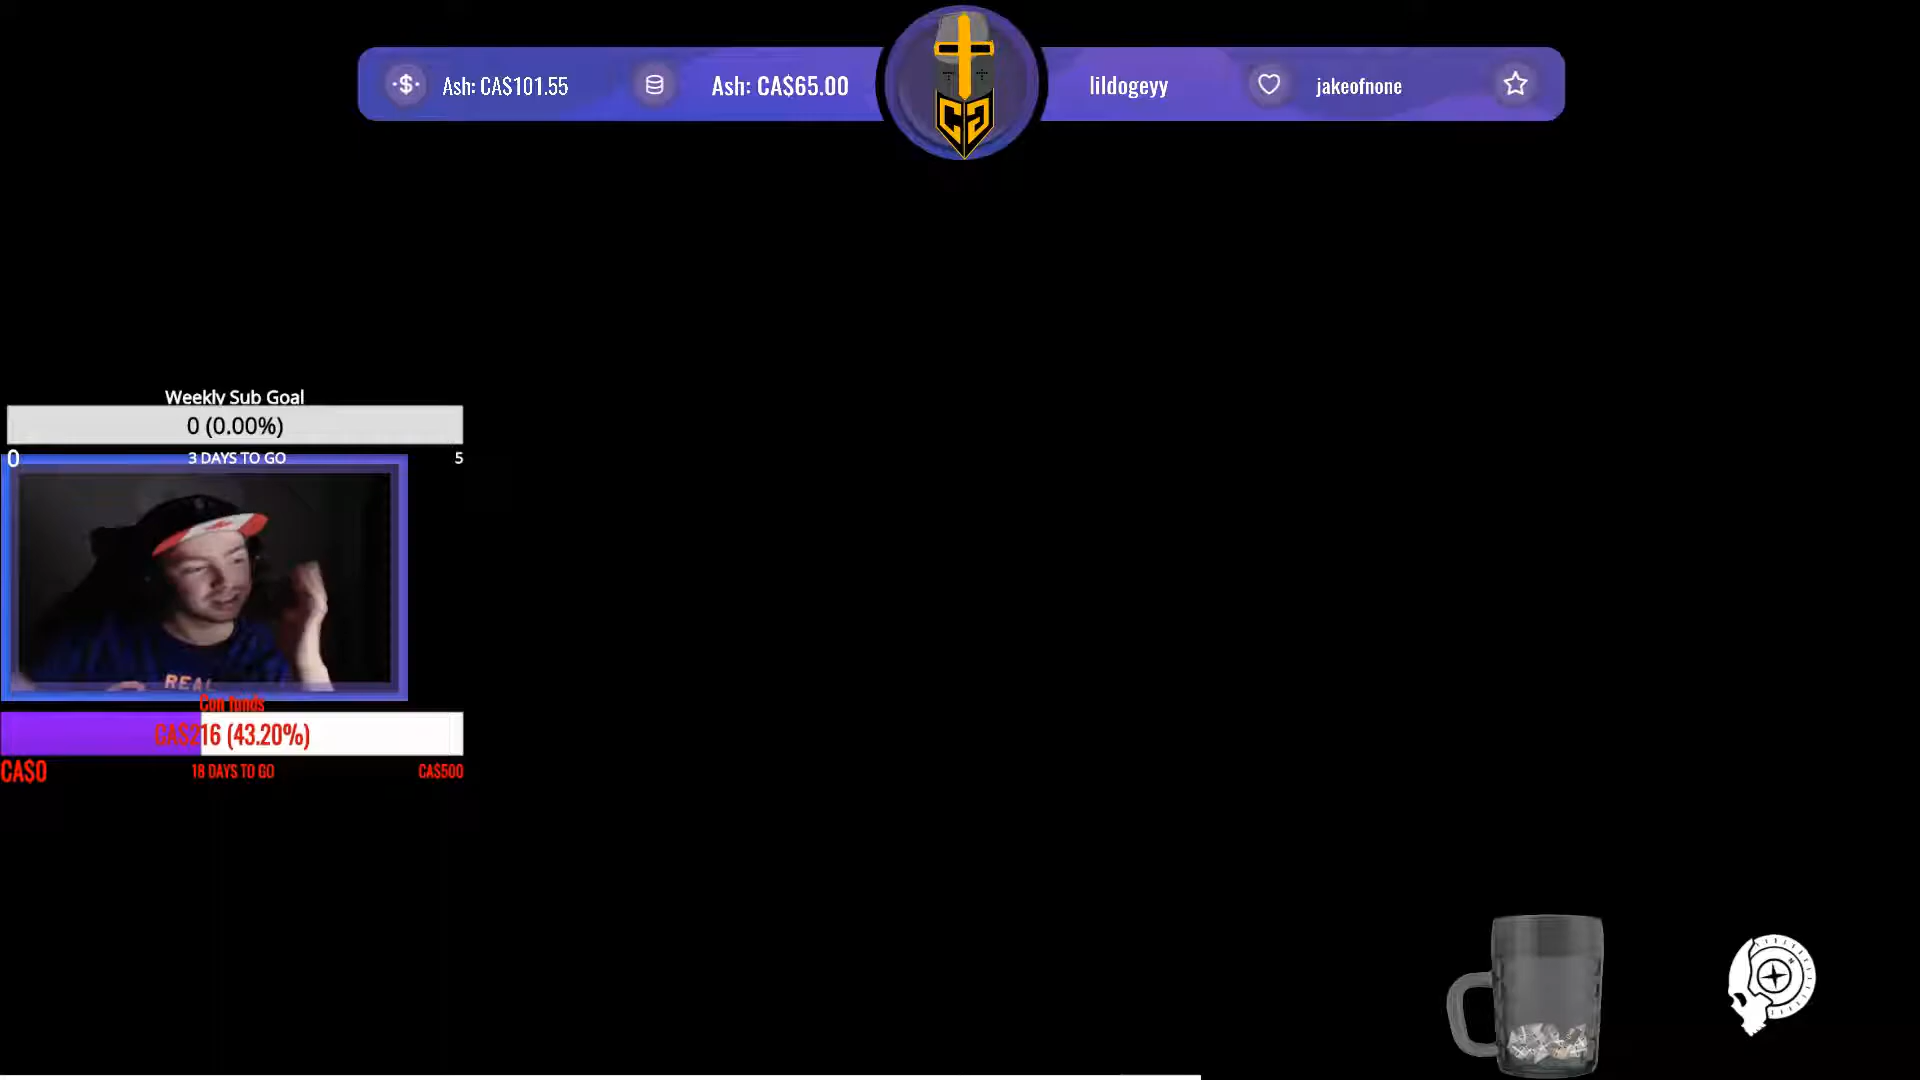 Ash: CA$101.55
Ash: CA$65.00
lildogeyy
jakeofnone
Weekly Sub Goal
0 (0.00%)
0
3 DAYS TO GO
5
REAL
Con funds
CA$216 (43.20%)
CA$0
18 DAYS TO GO
CA$500